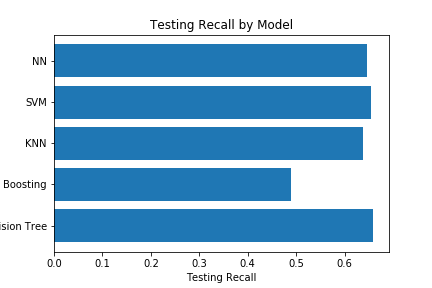 Testing Recall by Model
NN
SVM
KNN
Boosting
ision Tree
0.0 0.1 0.2 0.3 0.4 0.5 0.6
Testing Recall